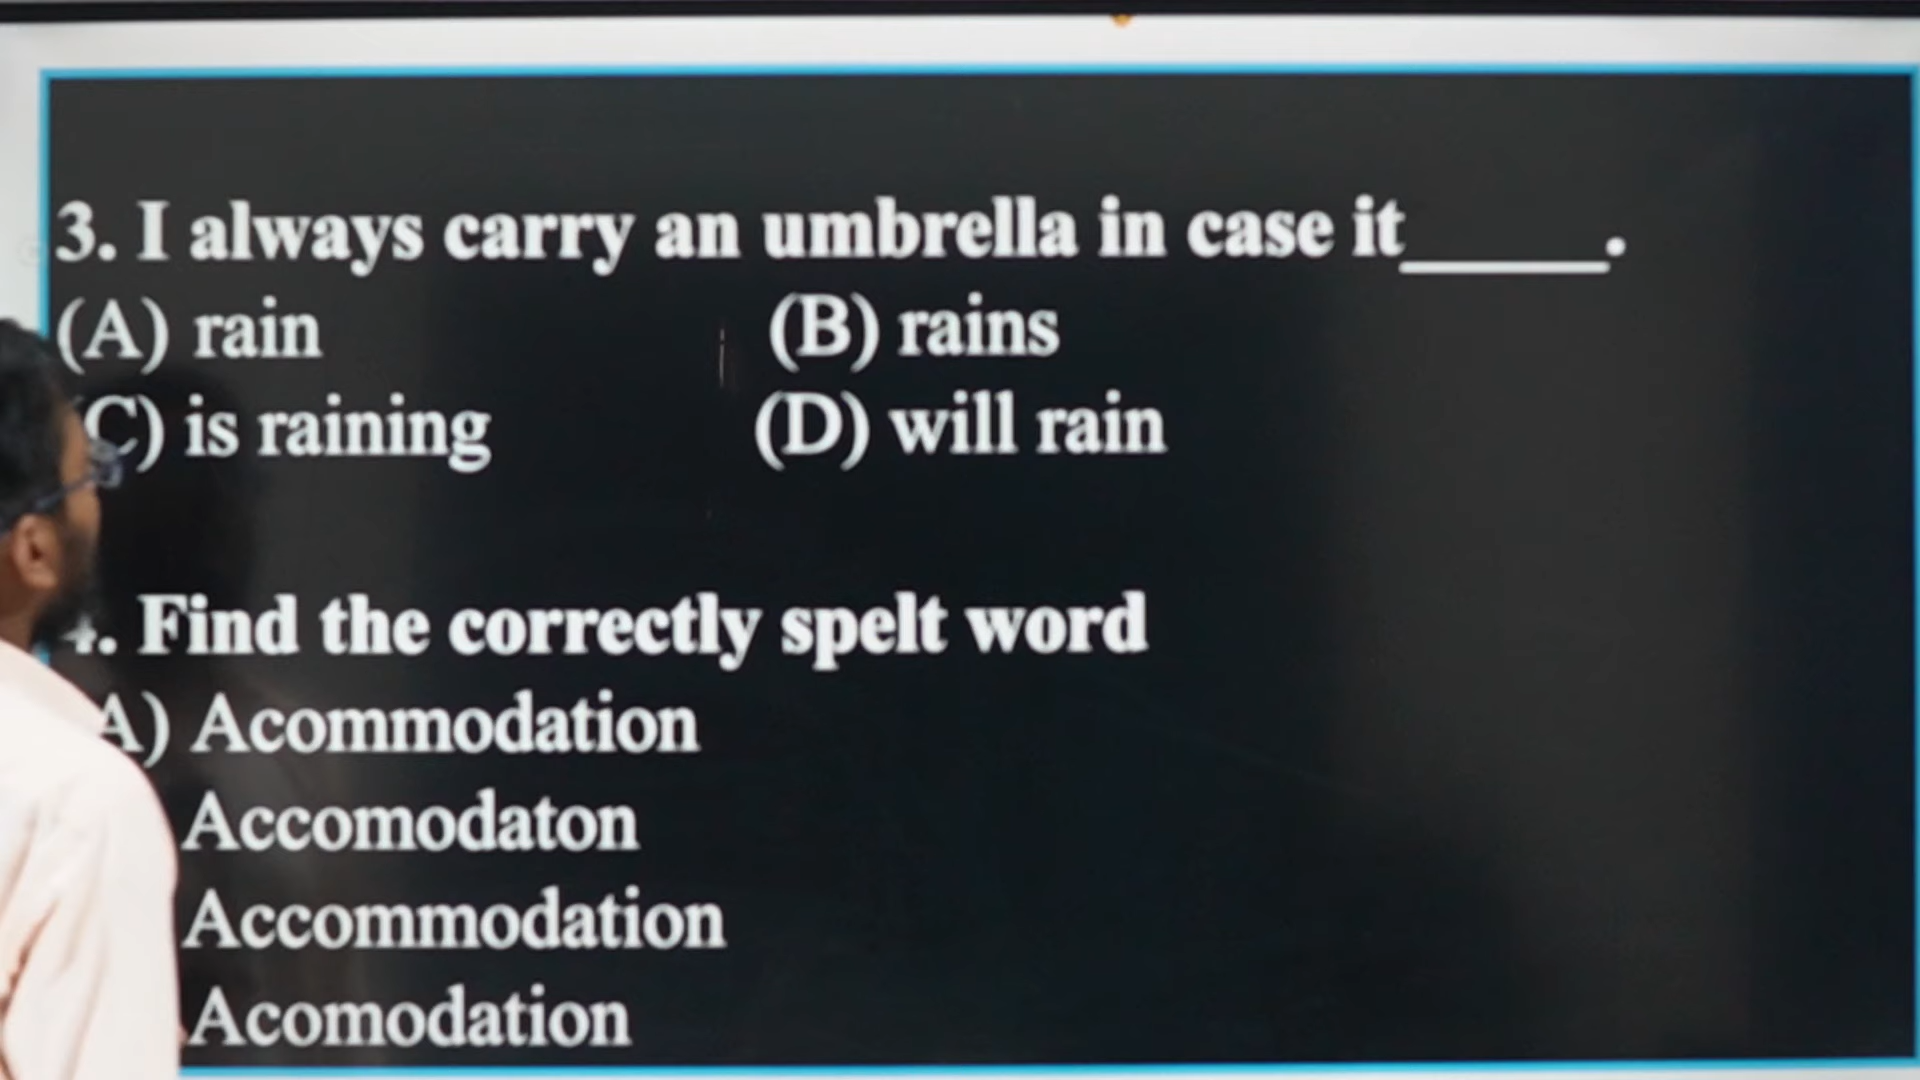 3. I always carry an umbrella in case it_____.
(A) rain (B) rains
C) is raining (D) will rain
4. Find the correctly spelt word
A) Acommodation
Accomodaton
Accommodation
Acomodation